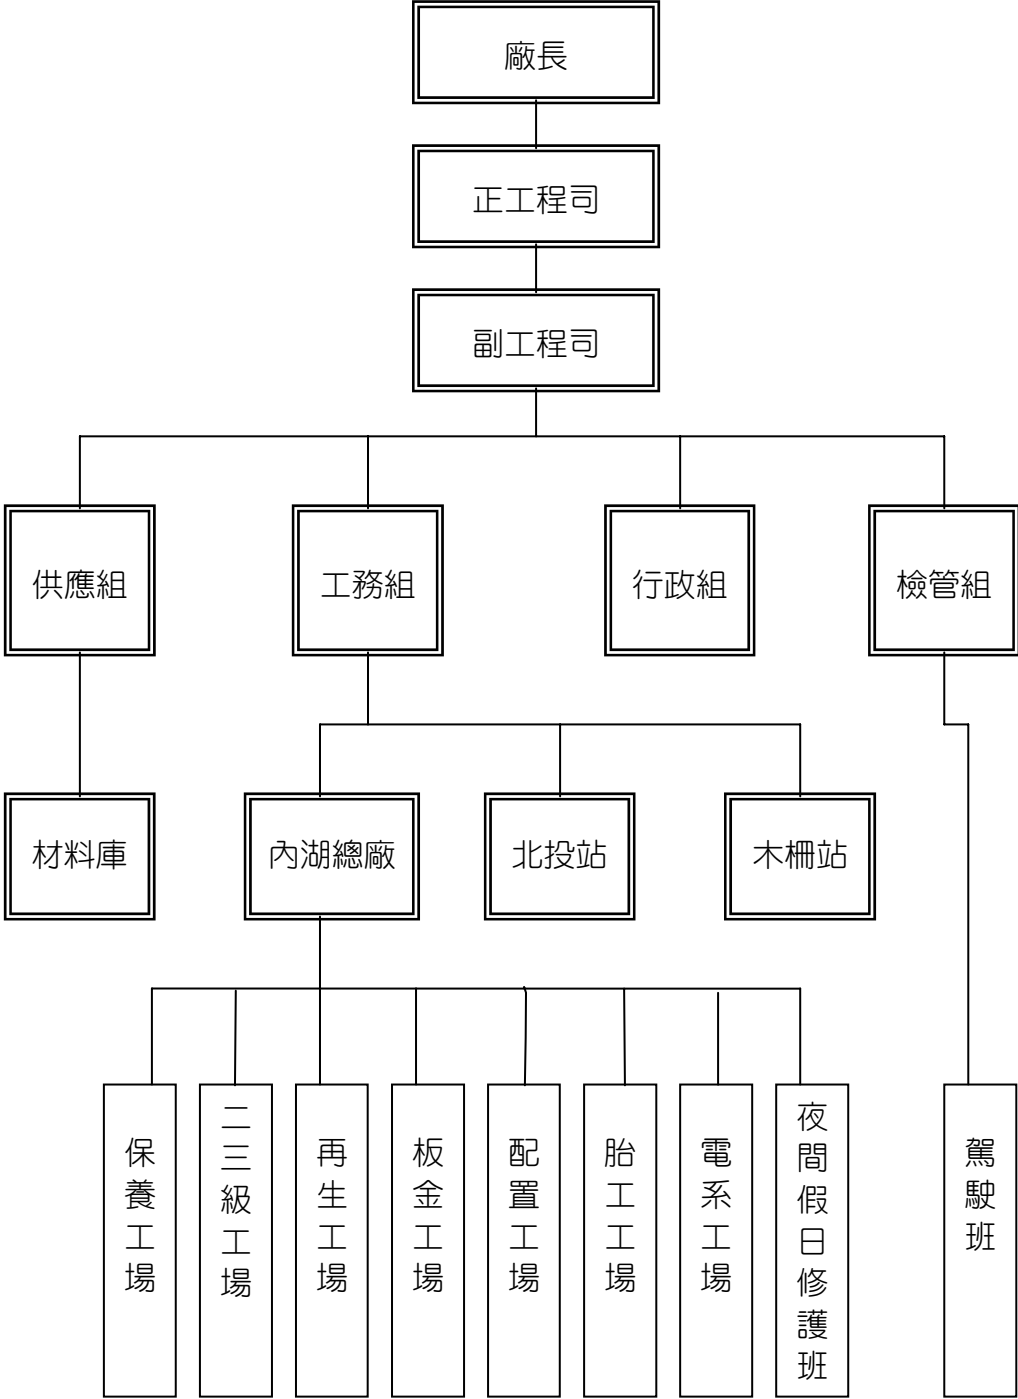 廠長
正工程司
副工程司
供應組
工務組
行政組
檢管組
材料庫
內湖總廠
北投站
木柵站
保養工場
二三級工場
再生工場
板金工場
配置工場
胎工工場
電系工場
夜間假日修護班
駕駛班